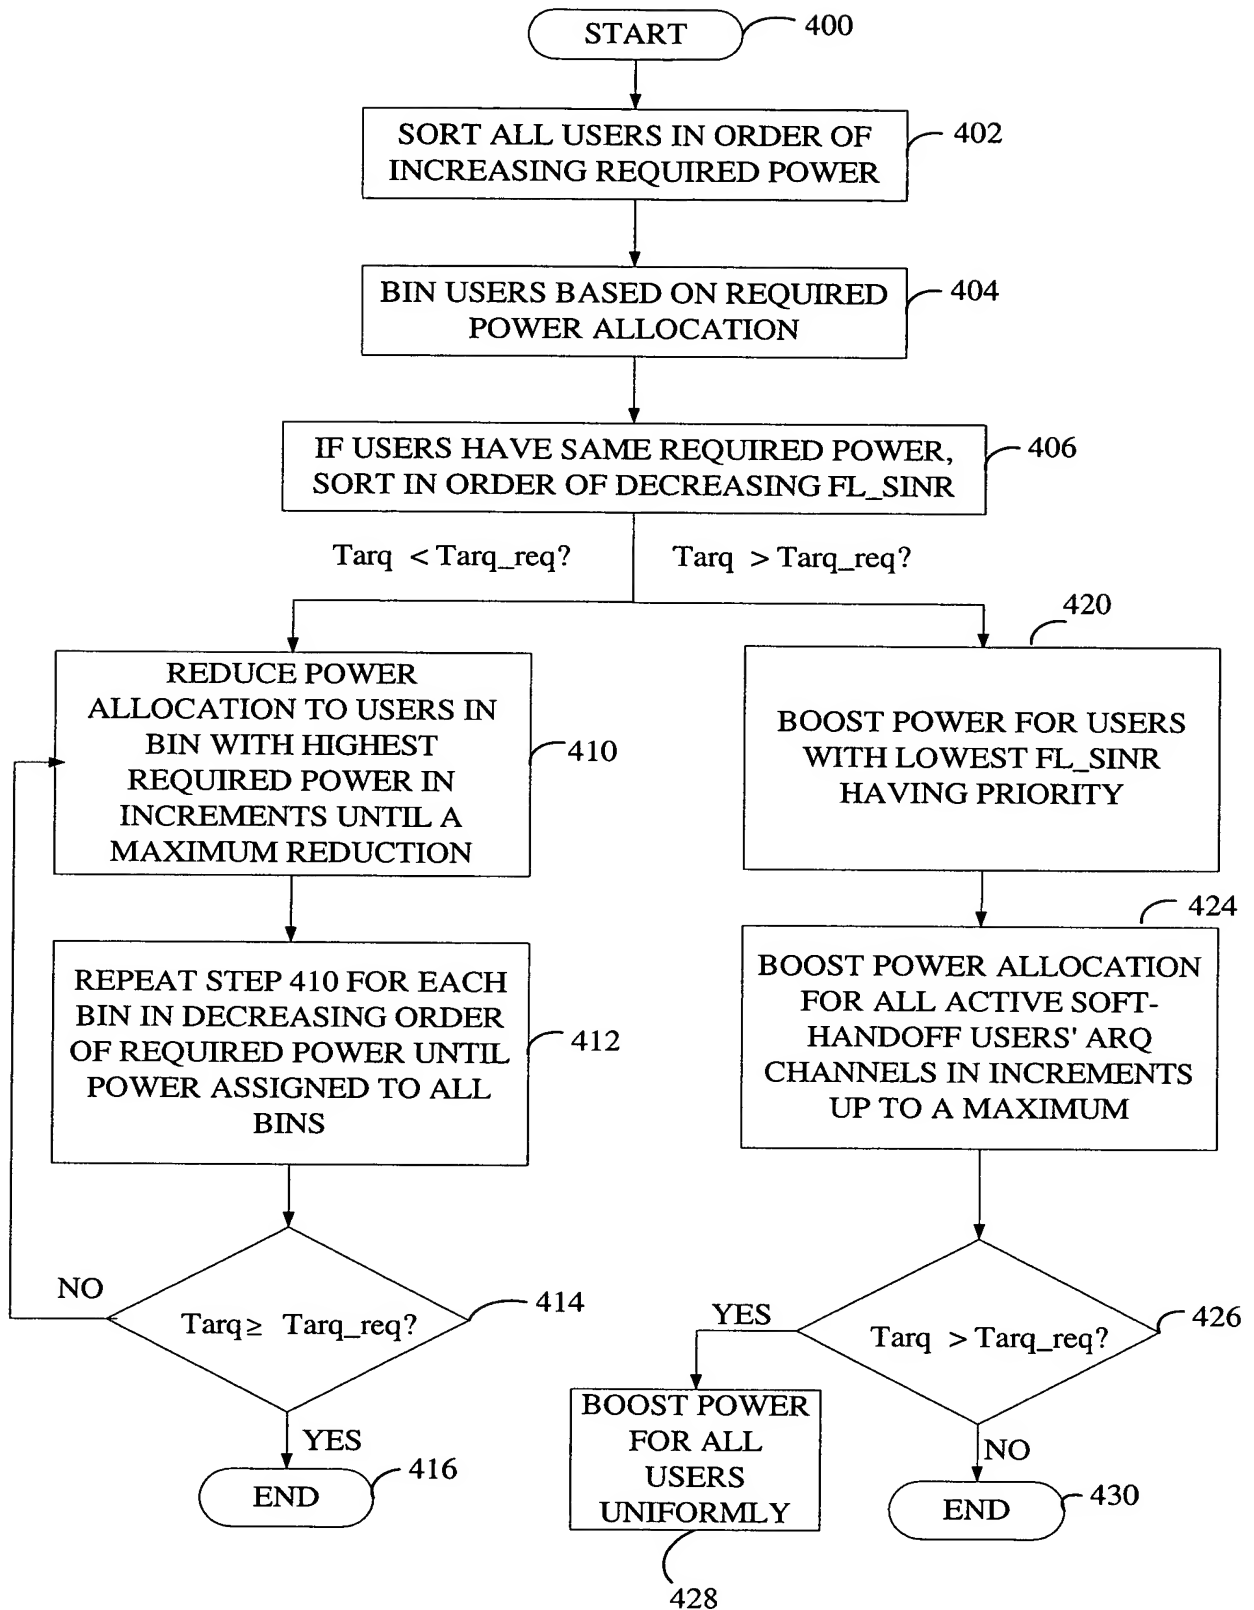 START
400
SORT ALL USERS IN ORDER OF
INCREASING REQUIRED POWER
402
BIN USERS BASED ON REQUIRED
POWER ALLOCATION
404
IF USERS HAVE SAME REQUIRED POWER,
SORT IN ORDER OF DECREASING FL_SINR
406
Tarq < Tarq_req?
Tarq > Tarq_req?
REDUCE POWER
ALLOCATION TO USERS IN
BIN WITH HIGHEST
REQUIRED POWER IN
INCREMENTS UNTIL A
MAXIMUM REDUCTION
410
420
BOOST POWER FOR USERS
WITH LOWEST FL_SINR
HAVING PRIORITY
REPEAT STEP 410 FOR EACH
BIN IN DECREASING ORDER
OF REQUIRED POWER UNTIL
POWER ASSIGNED TO ALL
BINS
412
424
BOOST POWER ALLOCATION
FOR ALL ACTIVE SOFT-
HANDOFF USERS' ARQ
CHANNELS IN INCREMENTS
UP TO A MAXIMUM
NO
Tarq≥ Tarq_req?
414
YES
END
416
YES
Tarq > Tarq_req?
426
BOOST POWER
FOR ALL
USERS
UNIFORMLY
428
NO
END
430